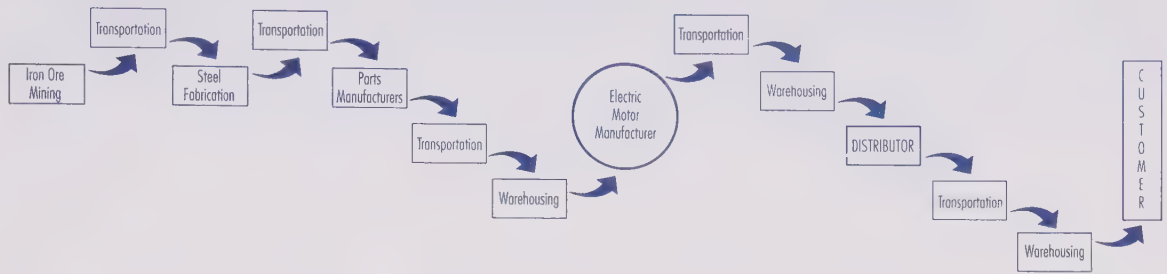 Iron Ore
Mining
Transportation
Steel
Fabrication
Transportation
Parts
Manufacturers
Transportation
Warehousing
Electric
Motor
Manufacturer
Transportation
Warehousing
DISTRIBUTOR
Transportation
Warehousing
CUSTOMER